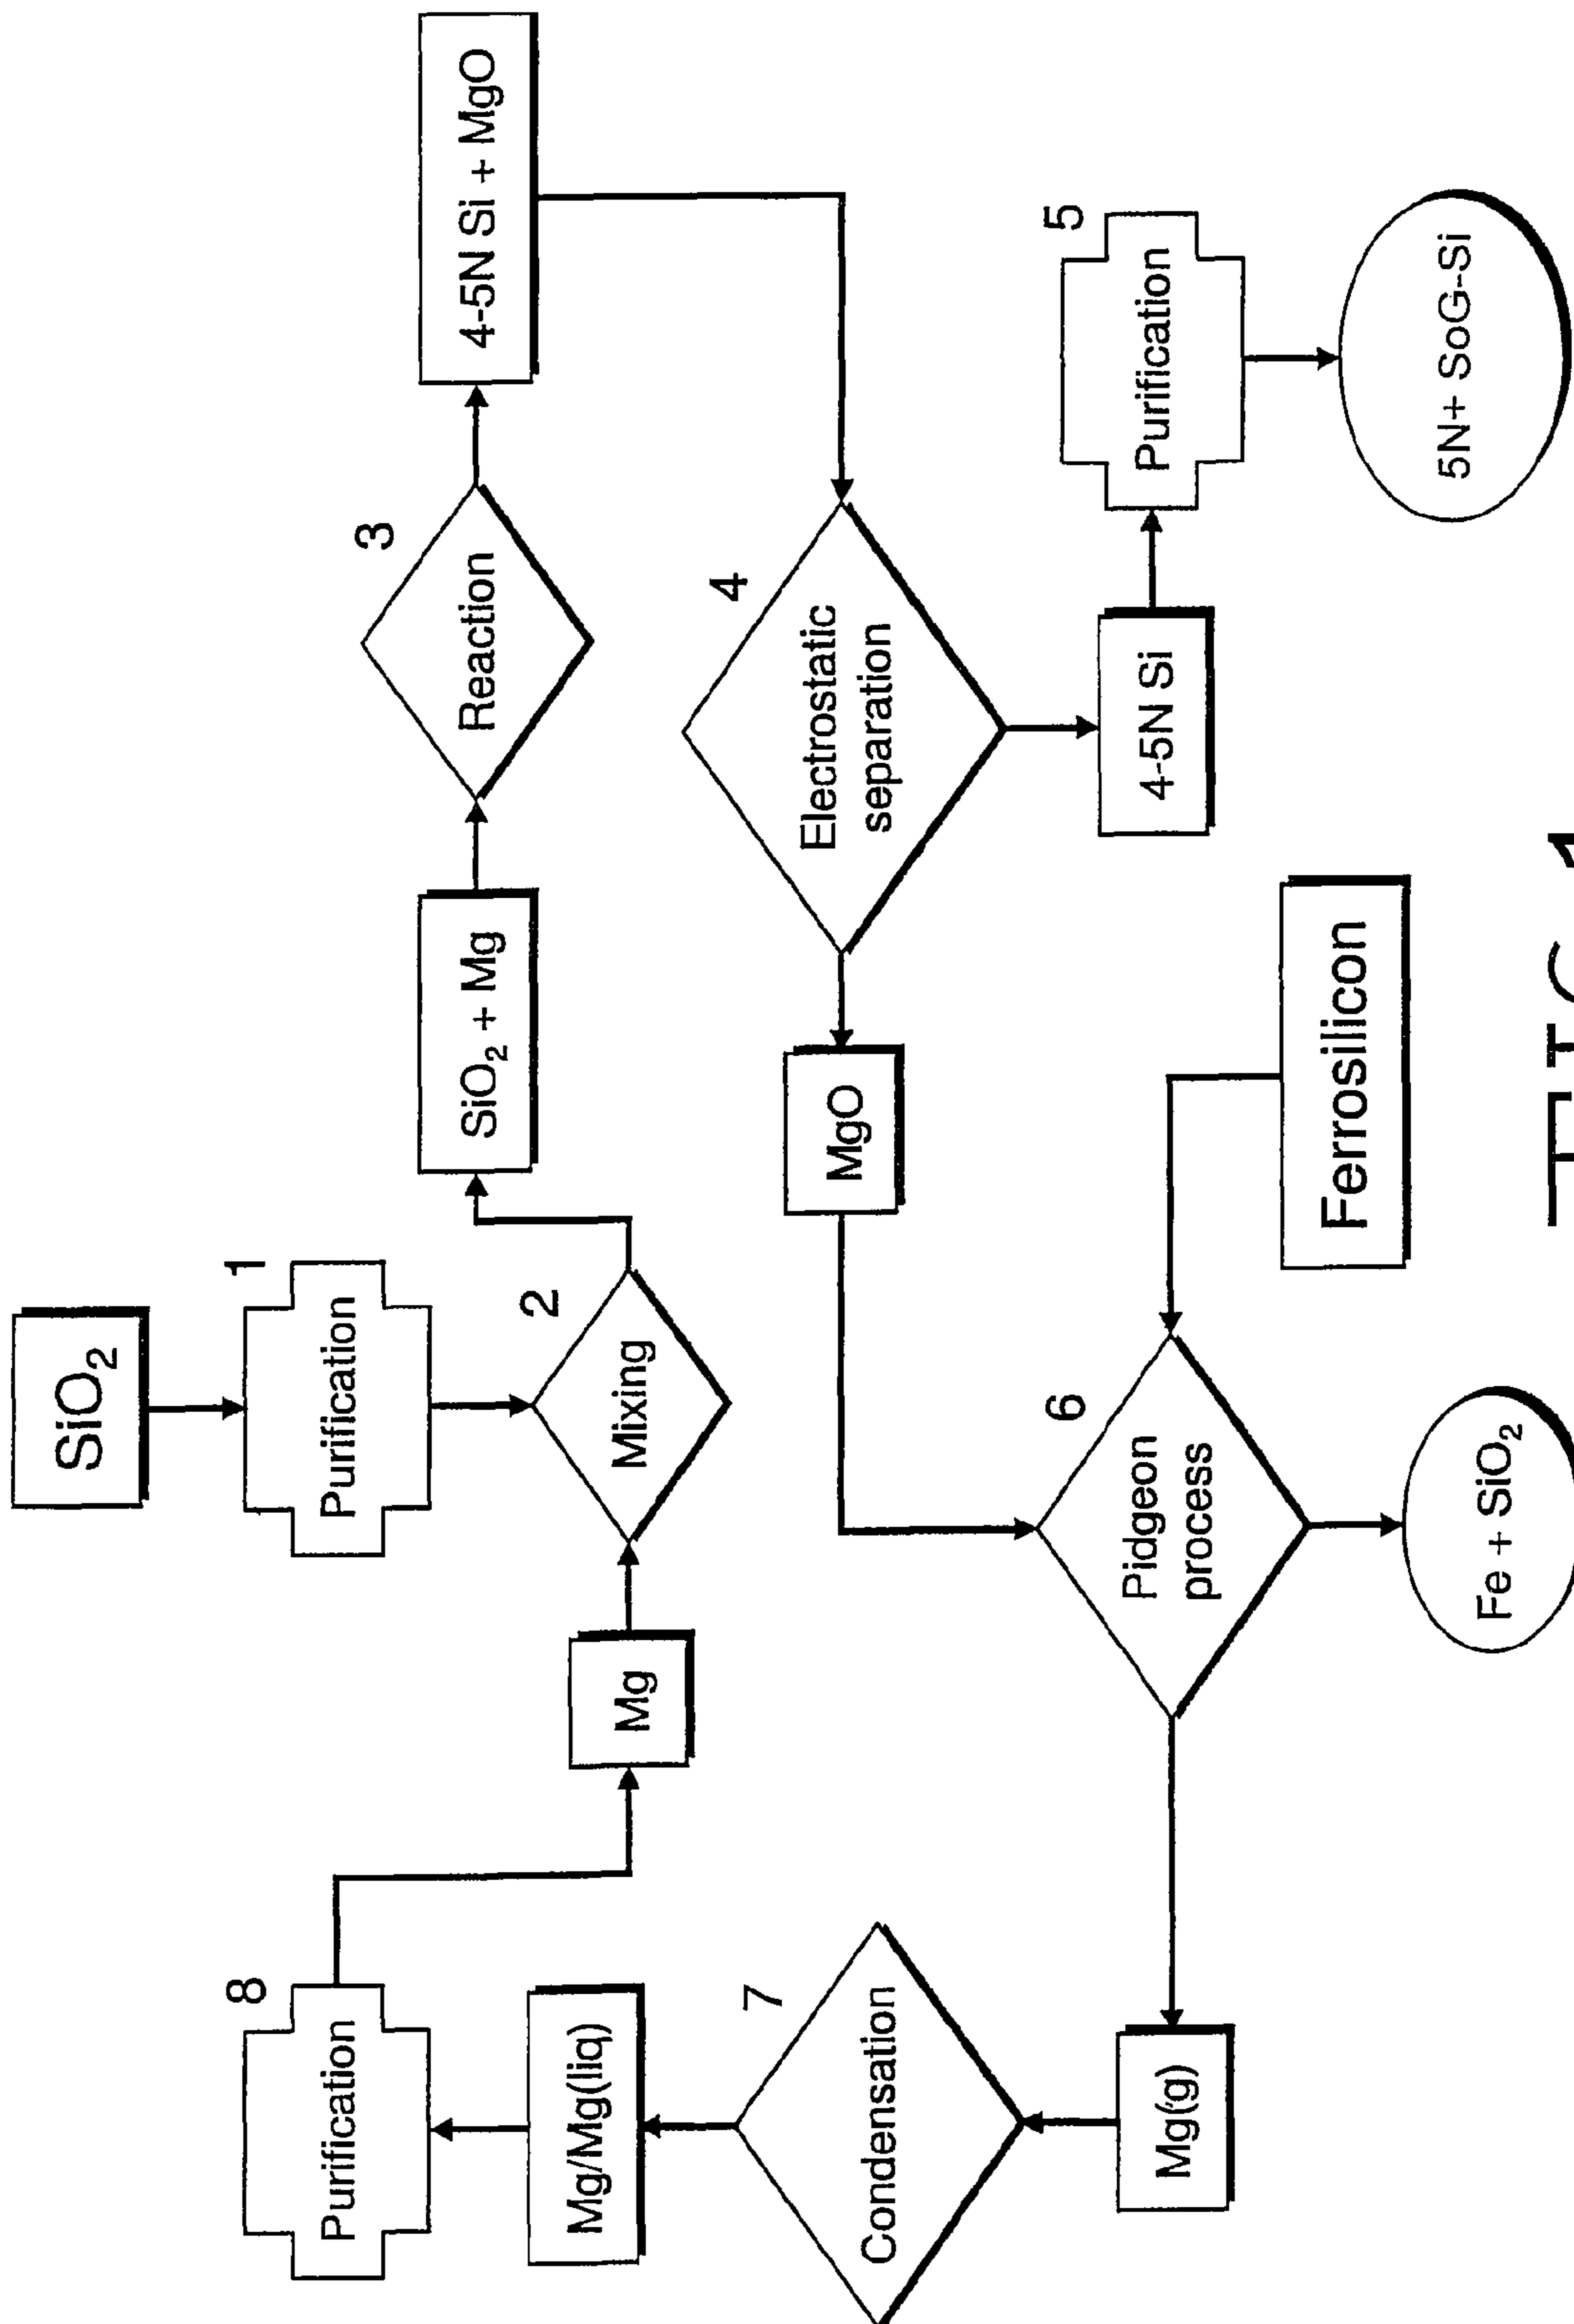 SiO₂
8
Purification
1
Purification
3
Mg/Mg(liq)
SiO₂ + Mg
Reaction
4-5N Si + MgO
2
Mg
Mixing
7
Condensation
4
Electrostatic
separation
MgO
6
Pidgeon
process
5
Mg(g)
4-5N Si
Purification
Ferrosilicon
Fe + SiO₂
5N+ SoG-Si